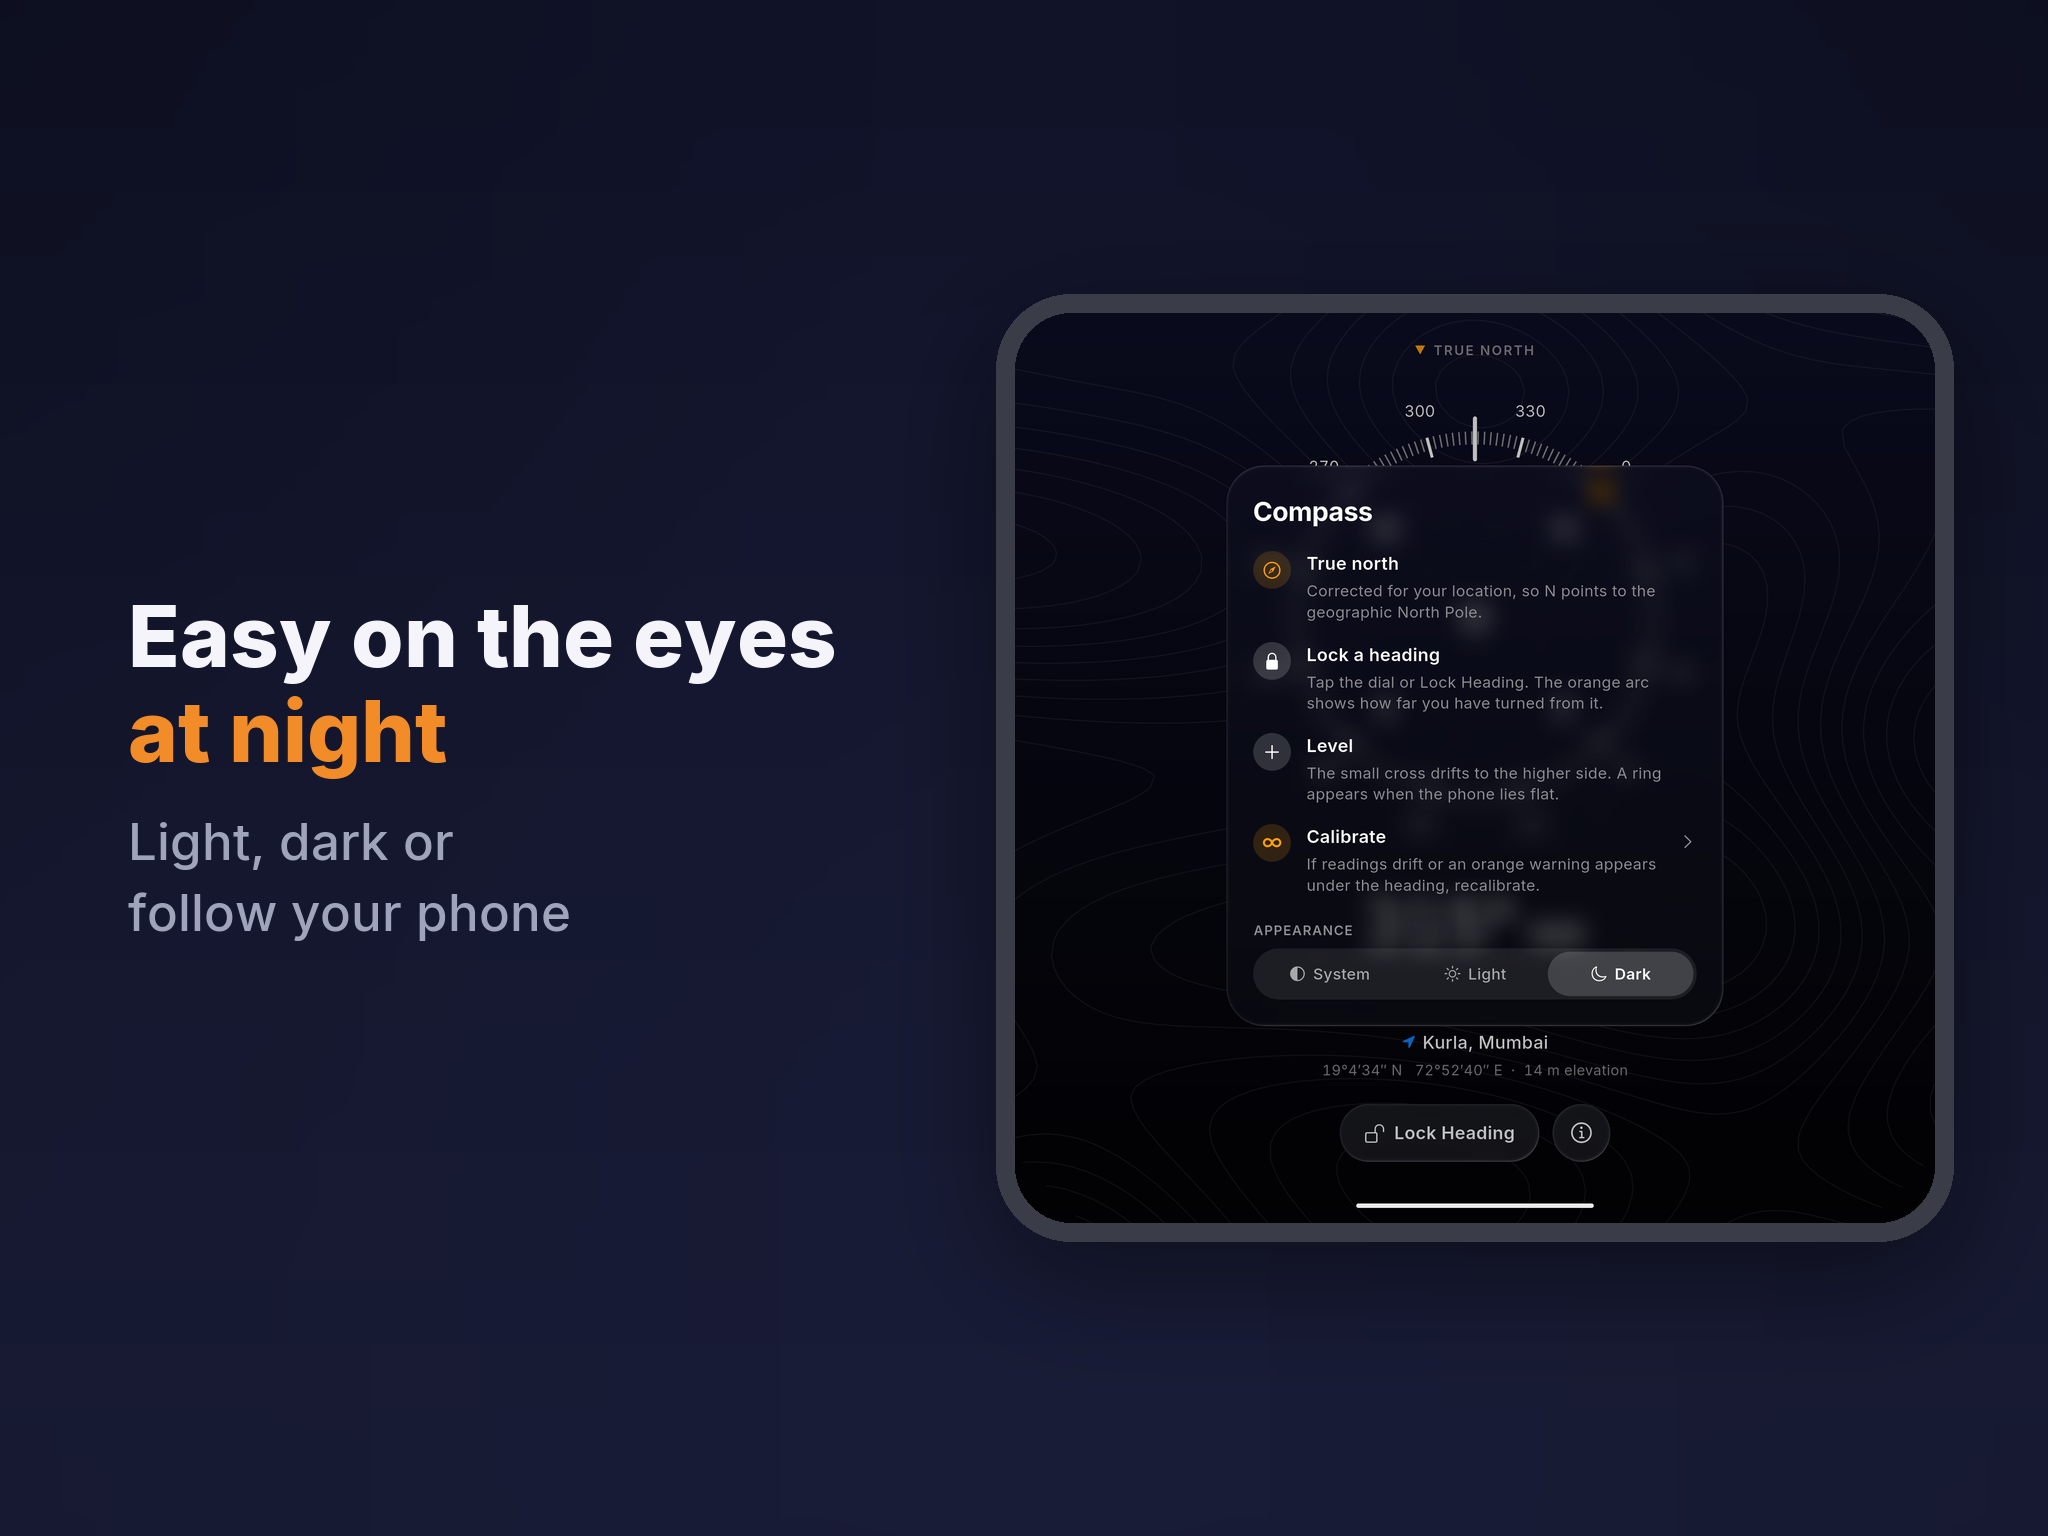 Easy on the eyes
at night
Light, dark or
follow your phone
TRUE NORTH
300 330
270 0
Compass
True north
Corrected for your location, so N points to the
geographic North Pole.
Lock a heading
Tap the dial or Lock Heading. The orange arc
shows how far you have turned from it.
Level
The small cross drifts to the higher side. A ring
appears when the phone lies flat.
Calibrate
If readings drift or an orange warning appears
under the heading, recalibrate.
APPEARANCE
System Light Dark
Kurla, Mumbai
19°4′34″ N 72°52′40″ E · 14 m elevation
Lock Heading